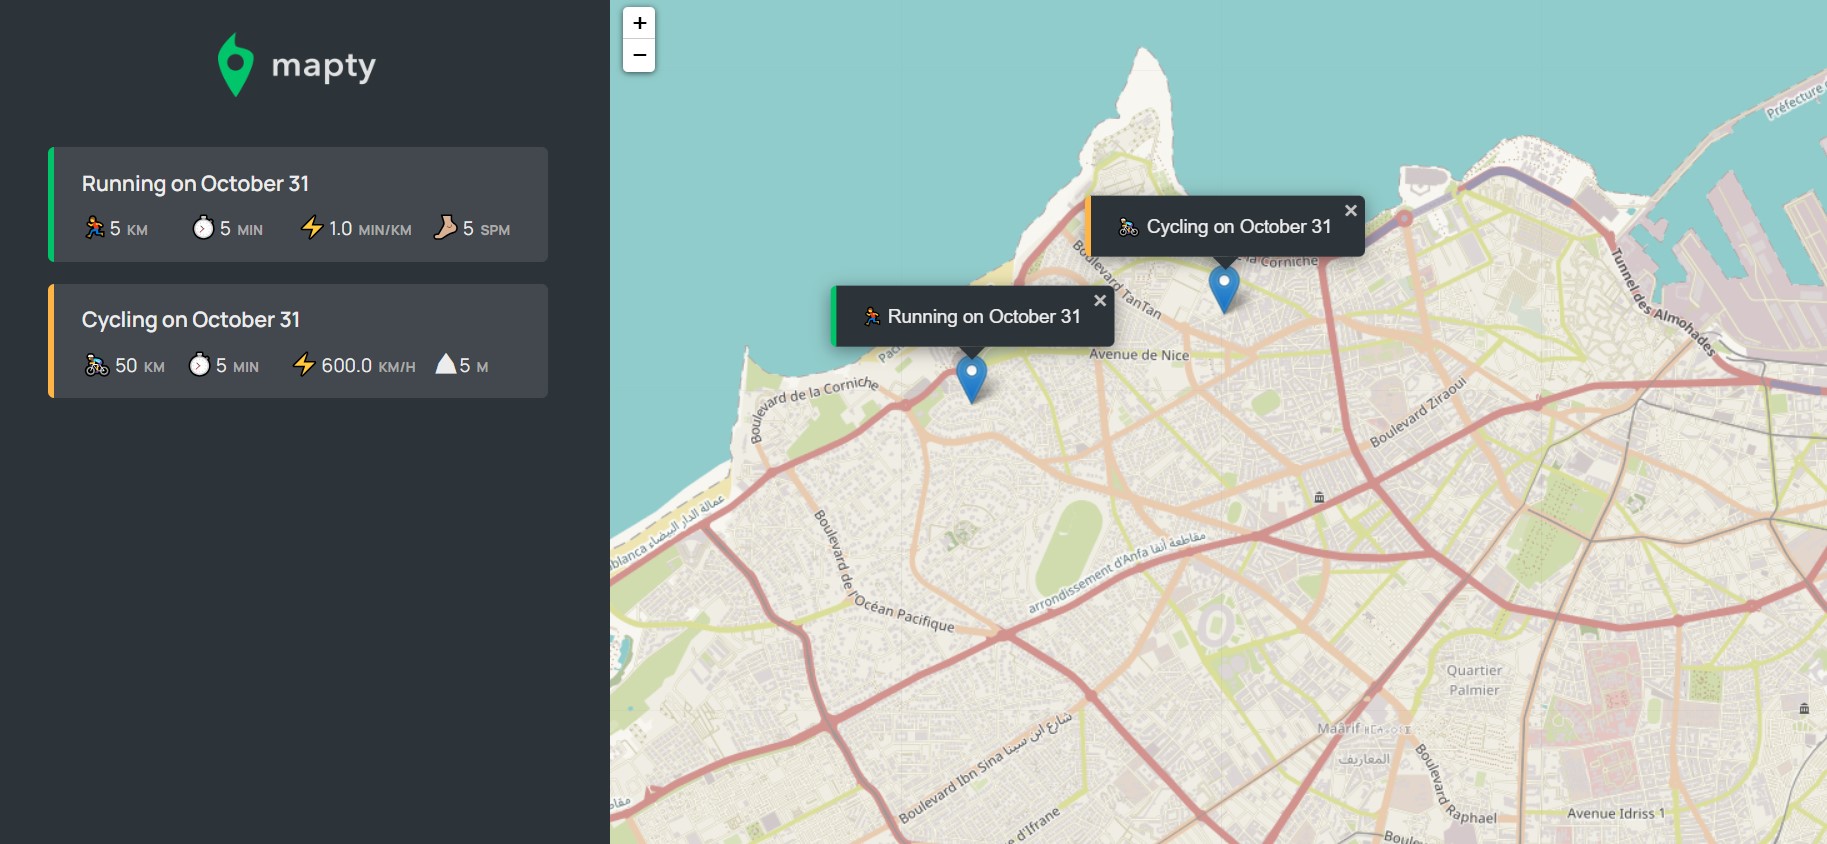 mapty
Running on October 31
5 KM 5 MIN 1.0 MIN/KM 5 SPM
Cycling on October 31
50 KM 5 MIN 600.0 KM/H 5 M
+
−
Préfecture
Cycling on October 31 ×
la Corniche
Boulevard TanTan
Tunnel des Almohades
Running on October 31 ×
Avenue de Nice
Boulevard de la Corniche
Boulevard Ziraoui
عمالة الدار البيضاء
blanca
Boulevard de l'Océan Pacifique
arrondissement d'Anfa مقاطعة أنفا
Quartier
Palmier
Maârif
المعاريف
شارع ابن سينا
Boulevard Ibn Sina
Boulevard Raphael
Avenue Idriss 1
d'Ifrane
Boule